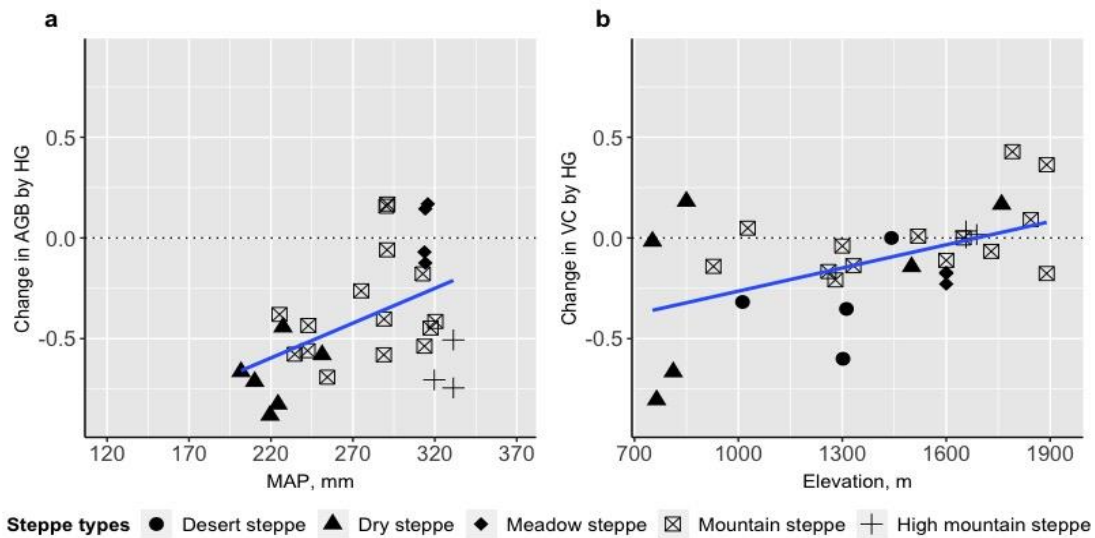 a
b
Change in AGB by HG
0.5
0.0
-0.5
120 170 220 270 320 370
MAP, mm
Change in VC by HG
0.5
0.0
-0.5
700 1000 1300 1600 1900
Elevation, m
Steppe types Desert steppe Dry steppe Meadow steppe Mountain steppe High mountain steppe